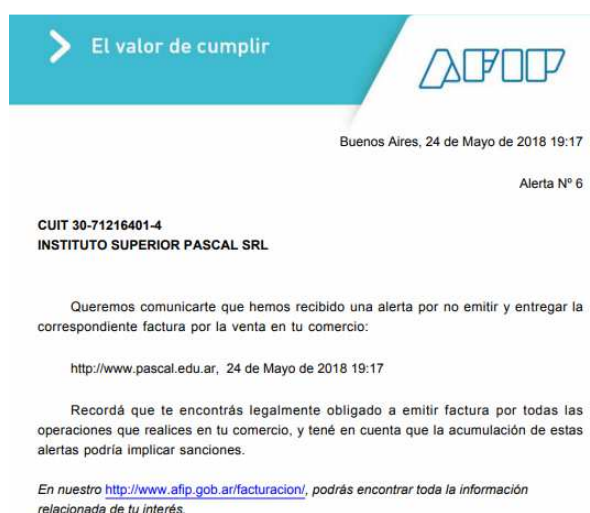 El valor de cumplir
AFIP
Buenos Aires, 24 de Mayo de 2018 19:17
Alerta Nº 6
CUIT 30-71216401-4
INSTITUTO SUPERIOR PASCAL SRL
Queremos comunicarte que hemos recibido una alerta por no emitir y entregar la
correspondiente factura por la venta en tu comercio:
http://www.pascal.edu.ar, 24 de Mayo de 2018 19:17
Recordá que te encontrás legalmente obligado a emitir factura por todas las
operaciones que realices en tu comercio, y tené en cuenta que la acumulación de estas
alertas podría implicar sanciones.
En nuestro http://www.afip.gob.ar/facturacion/, podrás encontrar toda la información
relacionada de tu interés.